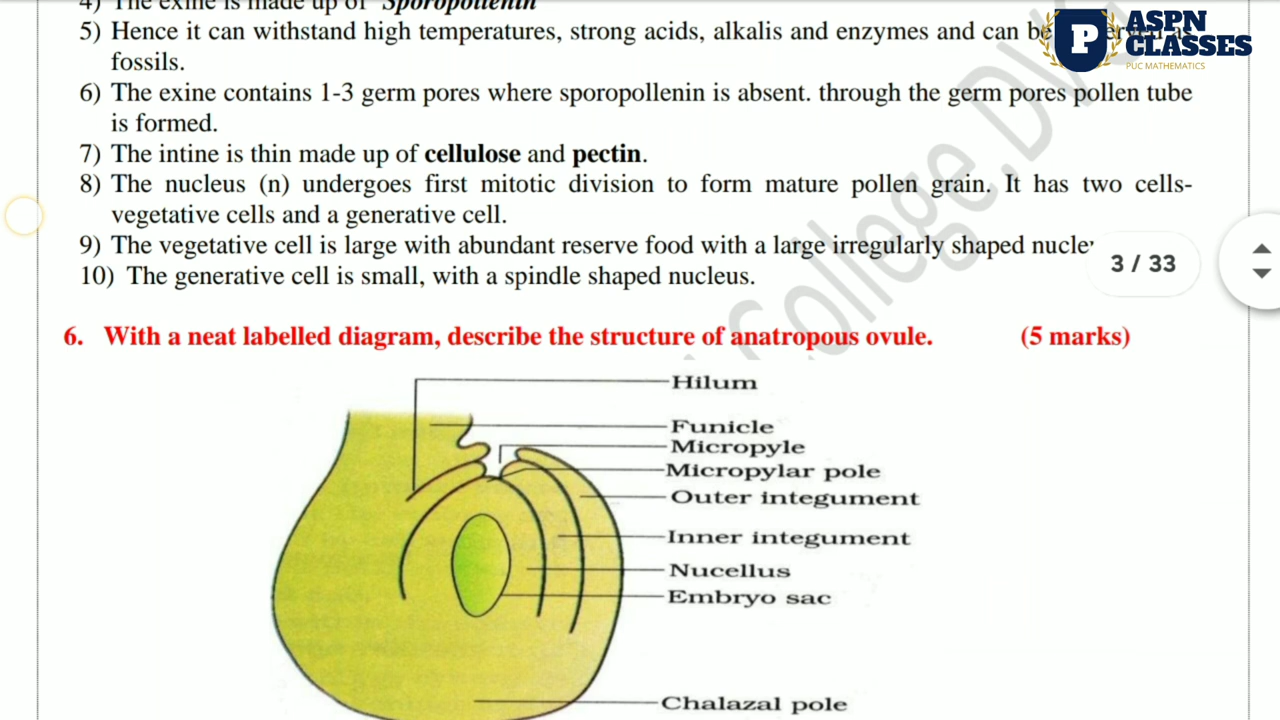 4) The exine is made up of Sporopollenin
5) Hence it can withstand high temperatures, strong acids, alkalis and enzymes and can be
fossils.
6) The exine contains 1-3 germ pores where sporopollenin is absent. through the germ pores pollen tube
is formed.
7) The intine is thin made up of cellulose and pectin.
8) The nucleus (n) undergoes first mitotic division to form mature pollen grain. It has two cells-
vegetative cells and a generative cell.
9) The vegetative cell is large with abundant reserve food with a large irregularly shaped
10) The generative cell is small, with a spindle shaped nucleus.
P
ASPN
CLASSES
PUC MATHEMATICS
3 / 33
College,
6. With a neat labelled diagram, describe the structure of anatropous ovule. (5 marks)
Hilum
Funicle
Micropyle
Micropylar pole
Outer integument
Inner integument
Nucellus
Embryo sac
Chalazal pole